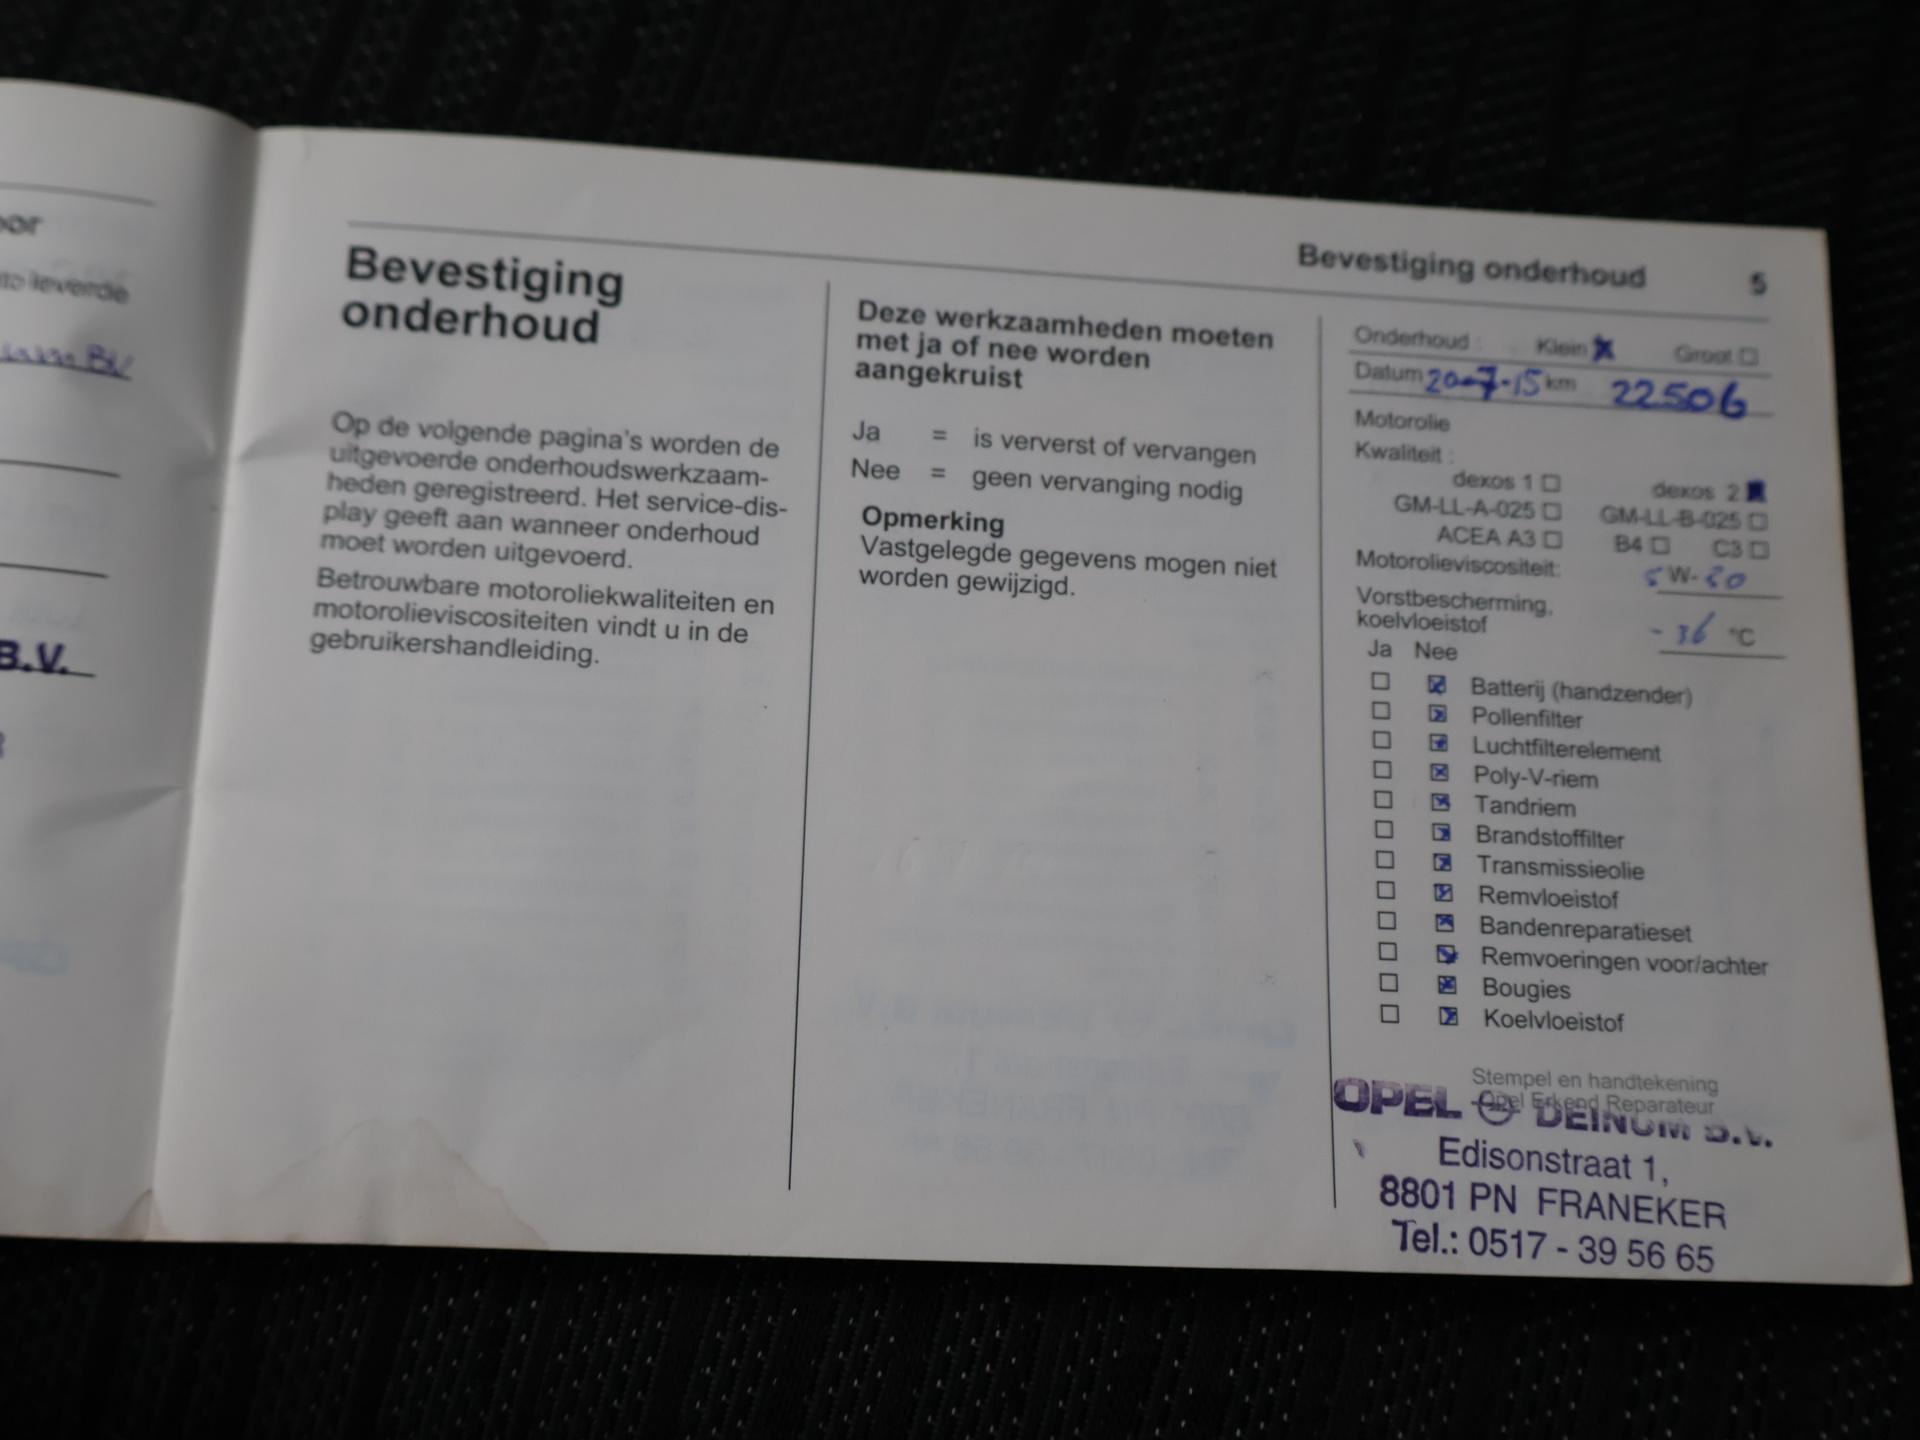 to leverde
B.V.
Bevestiging onderhoud 5
Bevestiging
onderhoud
Op de volgende pagina's worden de
uitgevoerde onderhoudswerkzaam-
heden geregistreerd. Het service-dis-
play geeft aan wanneer onderhoud
moet worden uitgevoerd.
Betrouwbare motoroliekwaliteiten en
motorolieviscositeiten vindt u in de
gebruikershandleiding.
Deze werkzaamheden moeten
met ja of nee worden
aangekruist
Ja = is ververst of vervangen
Nee = geen vervanging nodig
Opmerking
Vastgelegde gegevens mogen niet
worden gewijzigd.
Onderhoud : Klein Groot
Datum 20-7-15 km 22506
Motorolie
Kwaliteit :
dexos 1 dexos 2
GM-LL-A-025 GM-LL-B-025
ACEA A3 B4 C3
Motorolieviscositeit: W-
Vorstbescherming,
koelvloeistof -36 °C
Ja Nee
Batterij (handzender)
Pollenfilter
Luchtfilterelement
Poly-V-riem
Tandriem
Brandstoffilter
Transmissieolie
Remvloeistof
Bandenreparatieset
Remvoeringen voor/achter
Bougies
Koelvloeistof
Stempel en handtekening
Opel Erkend Reparateur
OPEL DEINUM B.V.
Edisonstraat 1,
8801 PN FRANEKER
Tel.: 0517 - 39 56 65